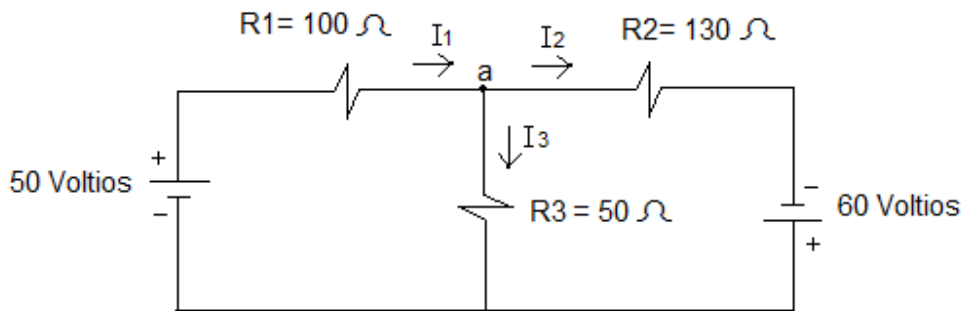 R1= 100 Ω
I1
I2
R2= 130 Ω
a
I3
+
50 Voltios
−
R3 = 50 Ω
−
60 Voltios
+